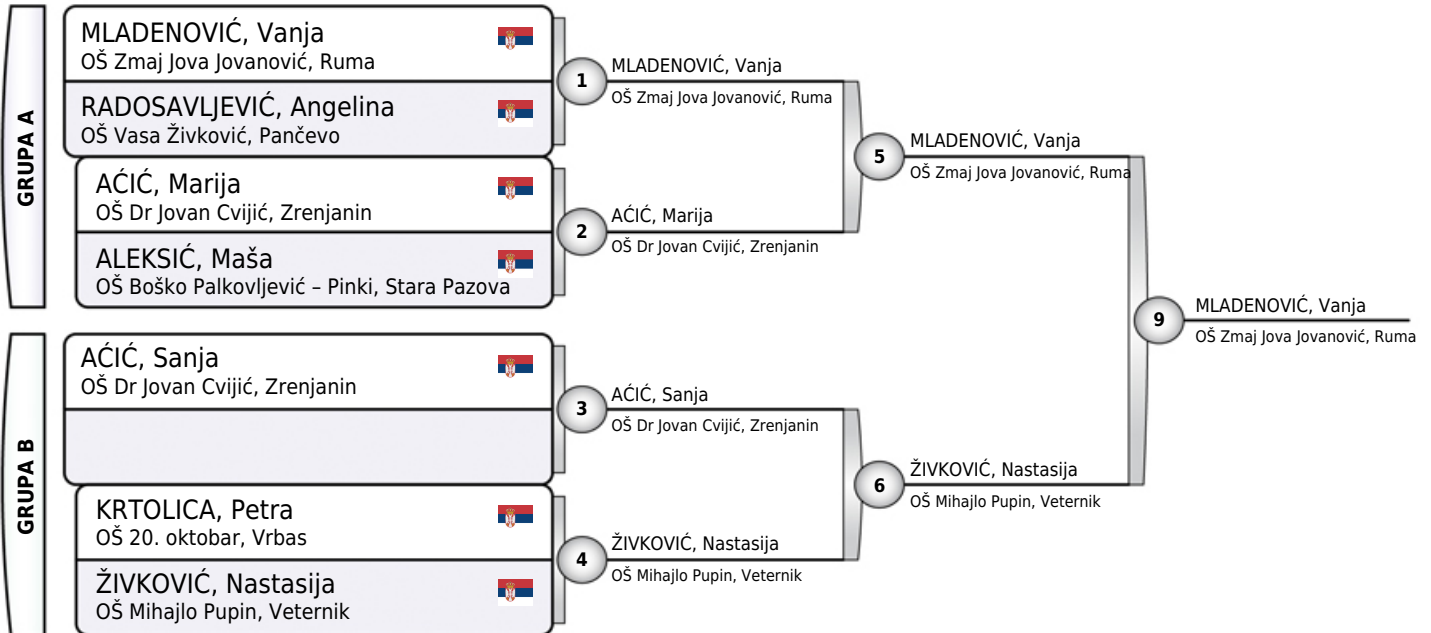 GRUPA A
MLADENOVIĆ, Vanja
OŠ Zmaj Jova Jovanović, Ruma
RADOSAVLJEVIĆ, Angelina
OŠ Vasa Živković, Pančevo
AĆIĆ, Marija
OŠ Dr Jovan Cvijić, Zrenjanin
ALEKSIĆ, Maša
OŠ Boško Palkovljević – Pinki, Stara Pazova
GRUPA B
AĆIĆ, Sanja
OŠ Dr Jovan Cvijić, Zrenjanin
KRTOLICA, Petra
OŠ 20. oktobar, Vrbas
ŽIVKOVIĆ, Nastasija
OŠ Mihajlo Pupin, Veternik
1
MLADENOVIĆ, Vanja
OŠ Zmaj Jova Jovanović, Ruma
2
AĆIĆ, Marija
OŠ Dr Jovan Cvijić, Zrenjanin
3
AĆIĆ, Sanja
OŠ Dr Jovan Cvijić, Zrenjanin
4
ŽIVKOVIĆ, Nastasija
OŠ Mihajlo Pupin, Veternik
5
MLADENOVIĆ, Vanja
OŠ Zmaj Jova Jovanović, Ruma
6
ŽIVKOVIĆ, Nastasija
OŠ Mihajlo Pupin, Veternik
9
MLADENOVIĆ, Vanja
OŠ Zmaj Jova Jovanović, Ruma